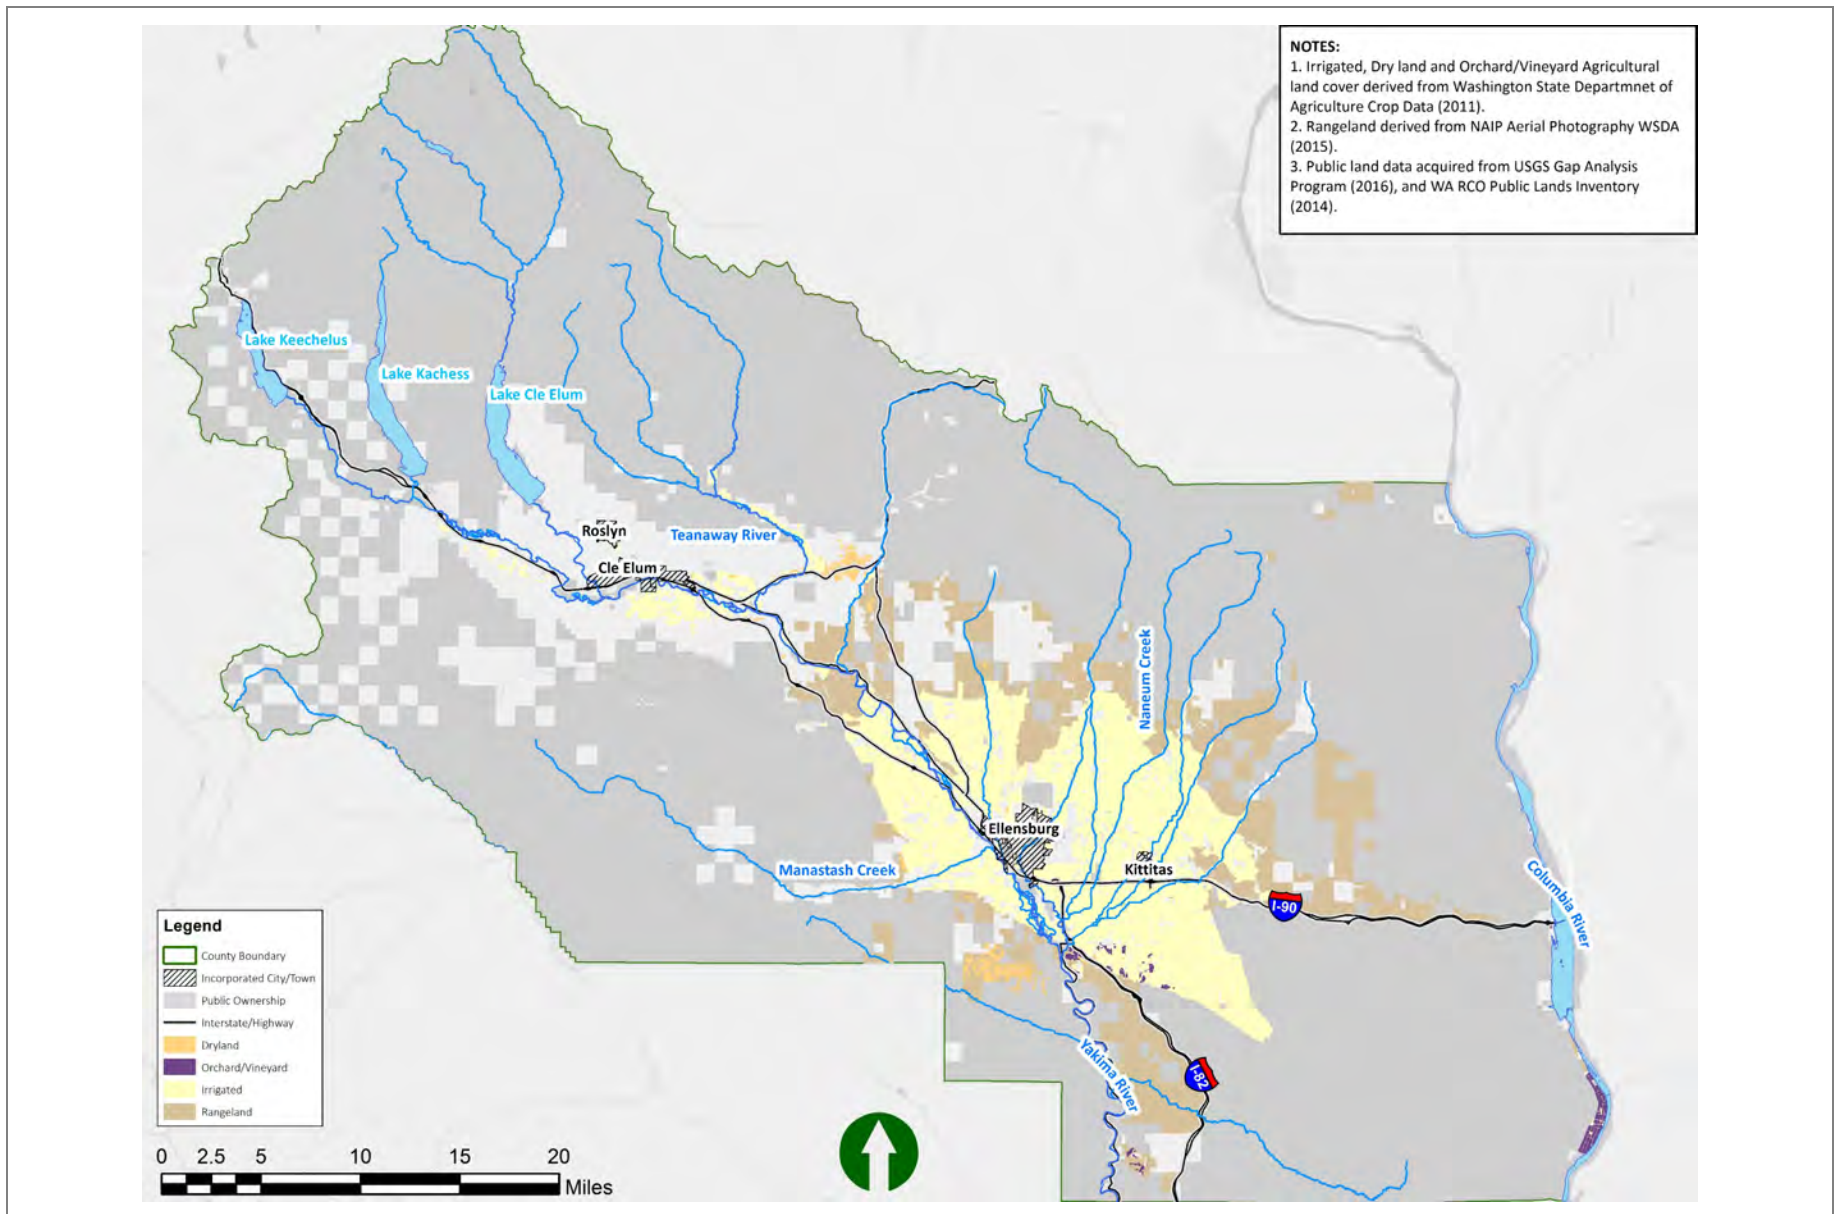 NOTES:
1. Irrigated, Dry land and Orchard/Vineyard Agricultural
land cover derived from Washington State Departmnet of
Agriculture Crop Data (2011).
2. Rangeland derived from NAIP Aerial Photography WSDA
(2015).
3. Public land data acquired from USGS Gap Analysis
Program (2016), and WA RCO Public Lands Inventory
(2014).
Lake Keechelus
Lake Kachess
Lake Cle Elum
Roslyn
Teanaway River
Cle Elum
Naneum Creek
Ellensburg
Manastash Creek
Kittitas
I-90
Columbia River
Yakima River
I-82
Legend
County Boundary
Incorporated City/Town
Public Ownership
Interstate/Highway
Dryland
Orchard/Vineyard
Irrigated
Rangeland
0 2.5 5 10 15 20
Miles